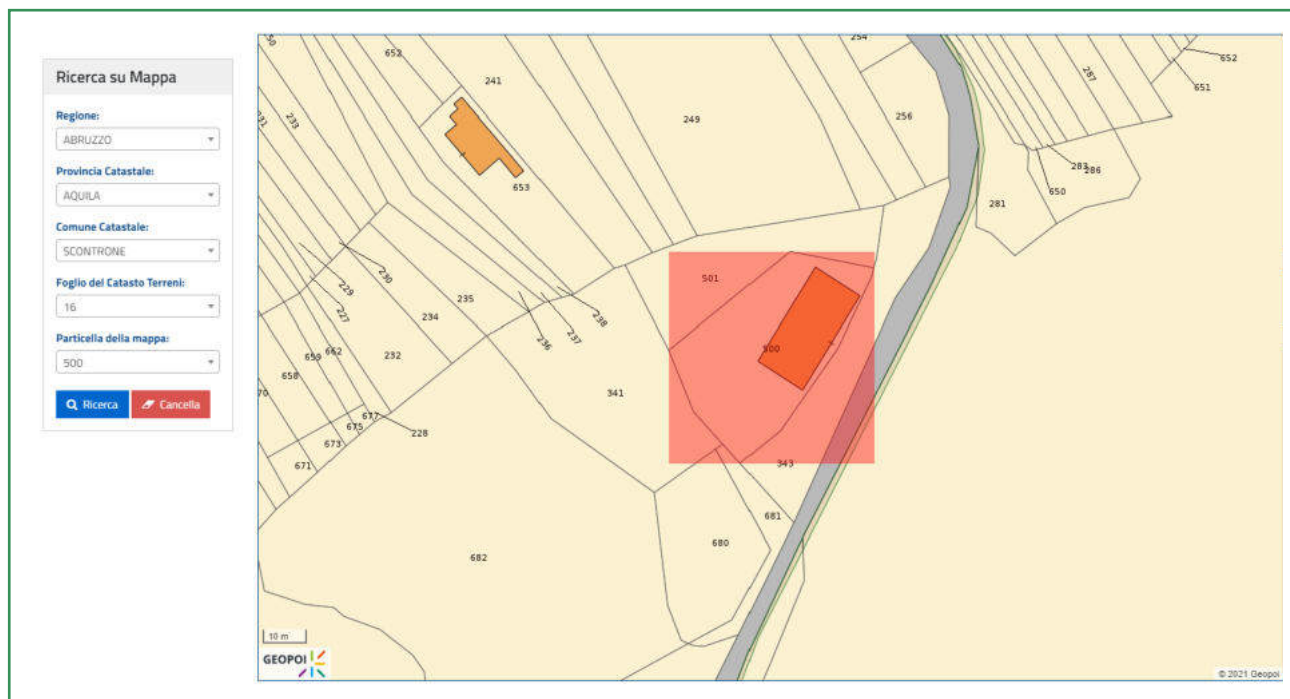 Ricerca su Mappa
Regione:
ABRUZZO
Provincia Catastale:
AQUILA
Comune Catastale:
SCONTRONE
Foglio del Catasto Terreni:
16
Particella della mappa:
500
Ricerca
Cancella
652
254
241
249
256
287
652
651
233
653
283
286
650
281
501
229
227
230
235
234
236
237
238
500
659
662
232
658
341
677
675
228
673
671
343
681
680
682
10 m
GEOPOI
© 2021 Geopoi